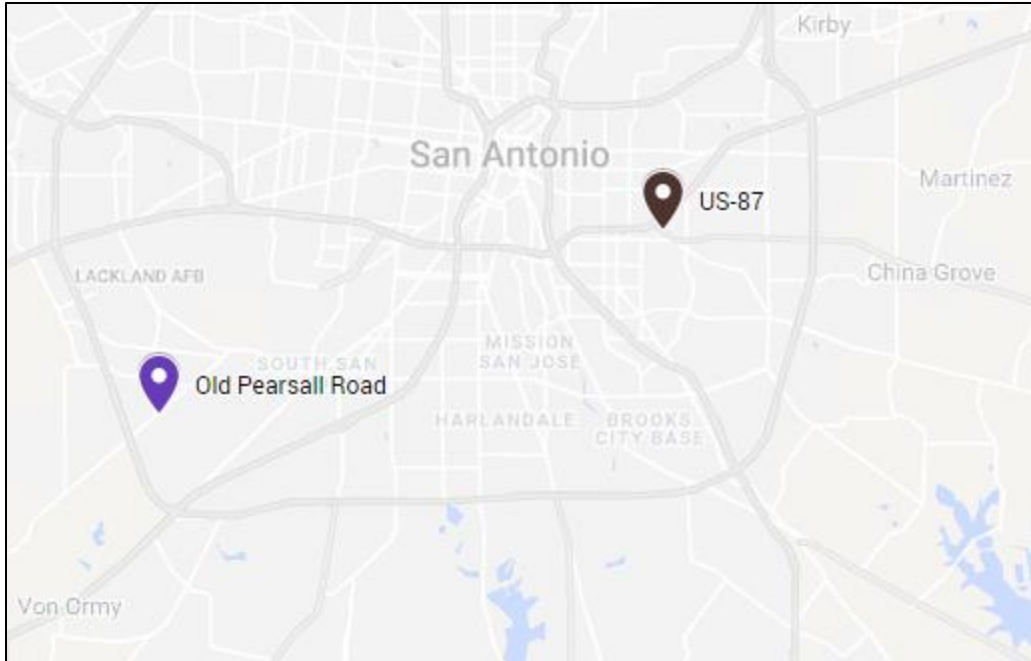 Kirby
San Antonio
Martinez
US-87
China Grove
LACKLAND AFB
MISSION
SAN JOSE
SOUTH SAN
Old Pearsall Road
HARLANDALE
BROOKS
CITY BASE
Von Ormy